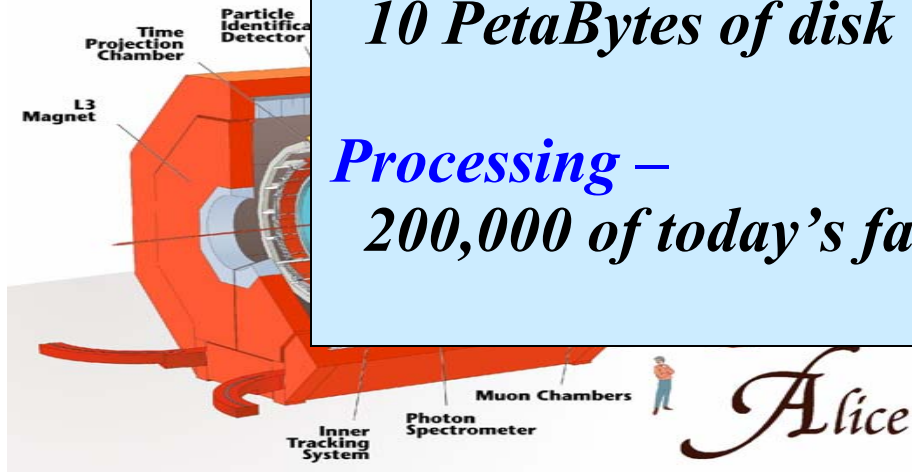 Time
Projection
Chamber
Particle
Detector
L3
Magnet
10 PetaBytes of disk
Processing –
200,000 of today’s
Muon Chambers
Photon
Spectrometer
Inner
Tracking
System
Alice